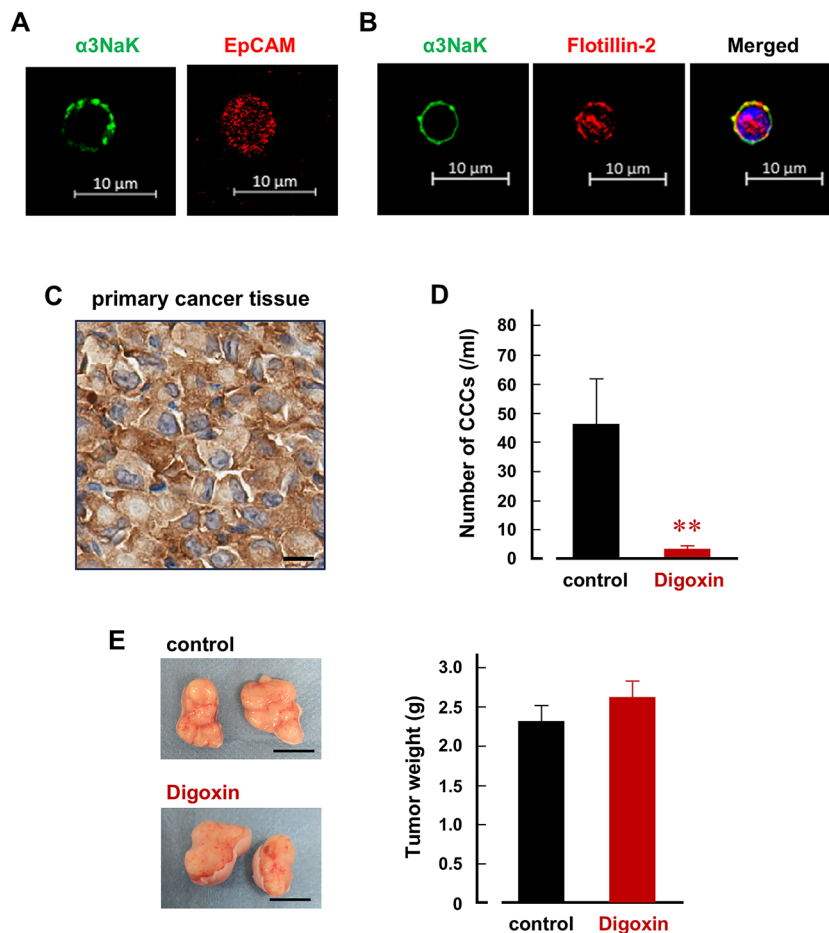 A
α3NaK EpCAM
10 µm 10 µm
B
α3NaK Flotillin-2 Merged
10 µm 10 µm 10 µm
C primary cancer tissue
D
Number of CCCs (/ml)
80
70
60
50
40
30
20
10
0
**
control Digoxin
E
control
Digoxin
Tumor weight (g)
3.0
2.5
2.0
1.5
1.0
0.5
0
control Digoxin